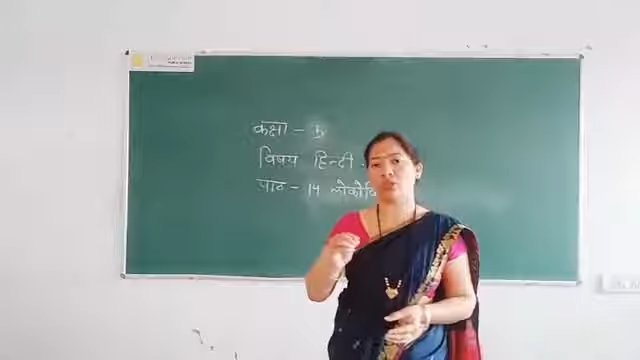 कक्षा - 5
विषय हिन्दी -
पाठ - 14 लोकोक्ति